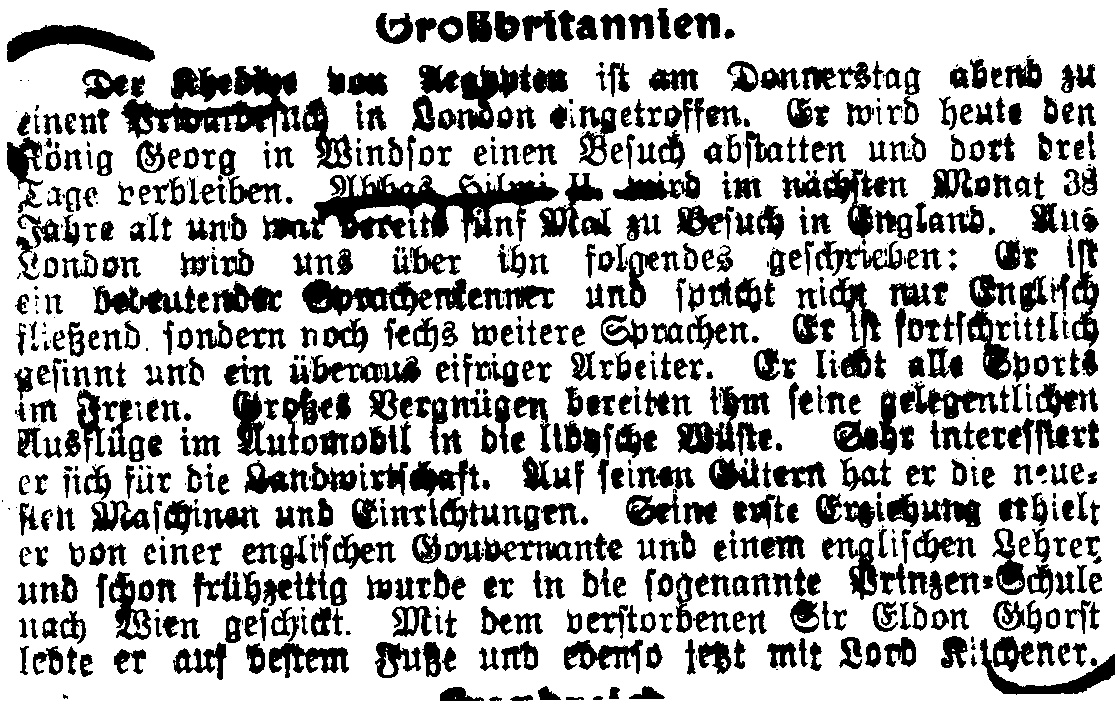 Großbritannien.
Der Khedive von Aegypten ist am Donnerstag abend zu
einem Privatbesuch in London eingetroffen. Er wird heute den
König Georg in Windsor einen Besuch abstatten und dort drei
Tage verbleiben. Abbas Hilmi II. wird im nächsten Monat 38
Jahre alt und war bereits fünf Mal zu Besuch in England. Aus
London wird uns über ihn folgendes geschrieben: Er ist
ein bedeutender Sprachenkenner und spricht nicht nur Englisch
fließend sondern noch sechs weitere Sprachen. Er ist fortschrittlich
gesinnt und ein überaus eifriger Arbeiter. Er liebt alle Sports
im Freien. Großes Vergnügen bereiten ihm seine gelegentlichen
Ausflüge im Automobil in die libysche Wüste. Sehr interessiert
er sich für die Landwirtschaft. Auf seinen Gütern hat er die neue-
sten Maschinen und Einrichtungen. Seine erste Erziehung erhielt
er von einer englischen Gouvernante und einem englischen Lehrer
und schon frühzeitig wurde er in die sogenannte Prinzen-Schule
nach Wien geschickt. Mit dem verstorbenen Sir Eldon Ghorst
lebte er auf bestem Fuße und ebenso jetzt mit Lord Kitchener.